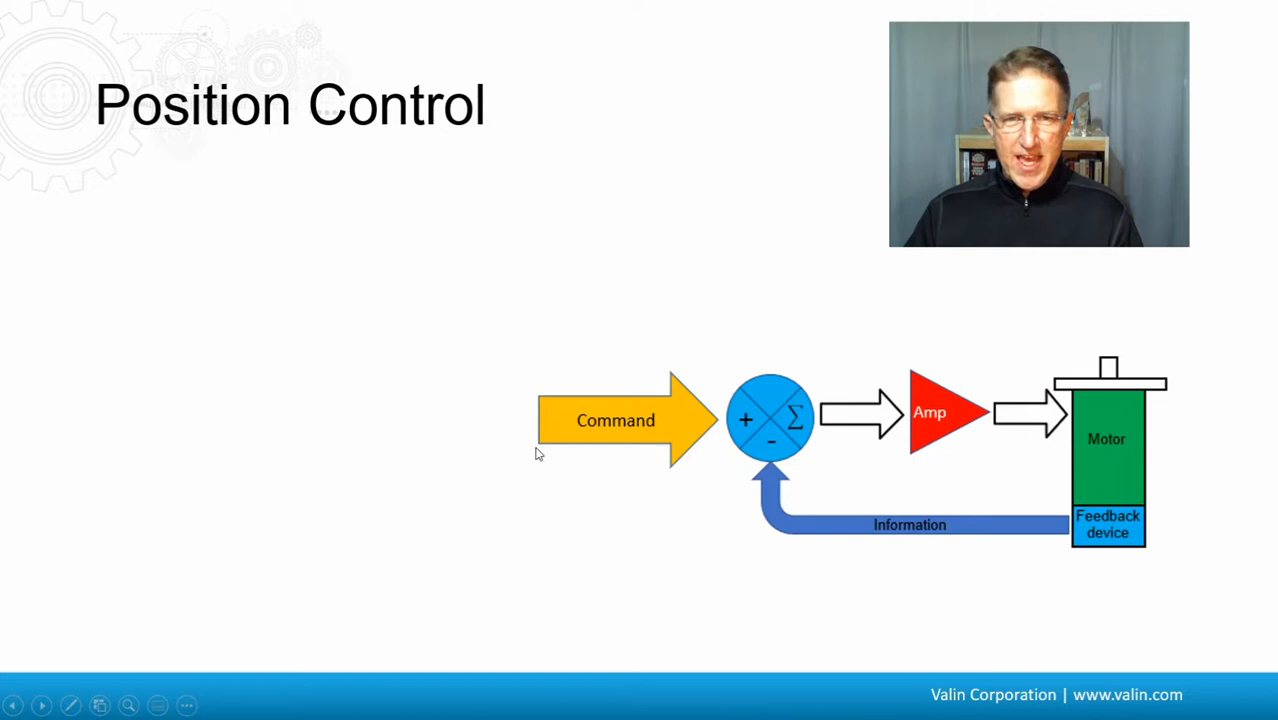 Position Control
Command
+
Σ
-
Amp
Motor
Feedback
device
Information
Valin Corporation | www.valin.com